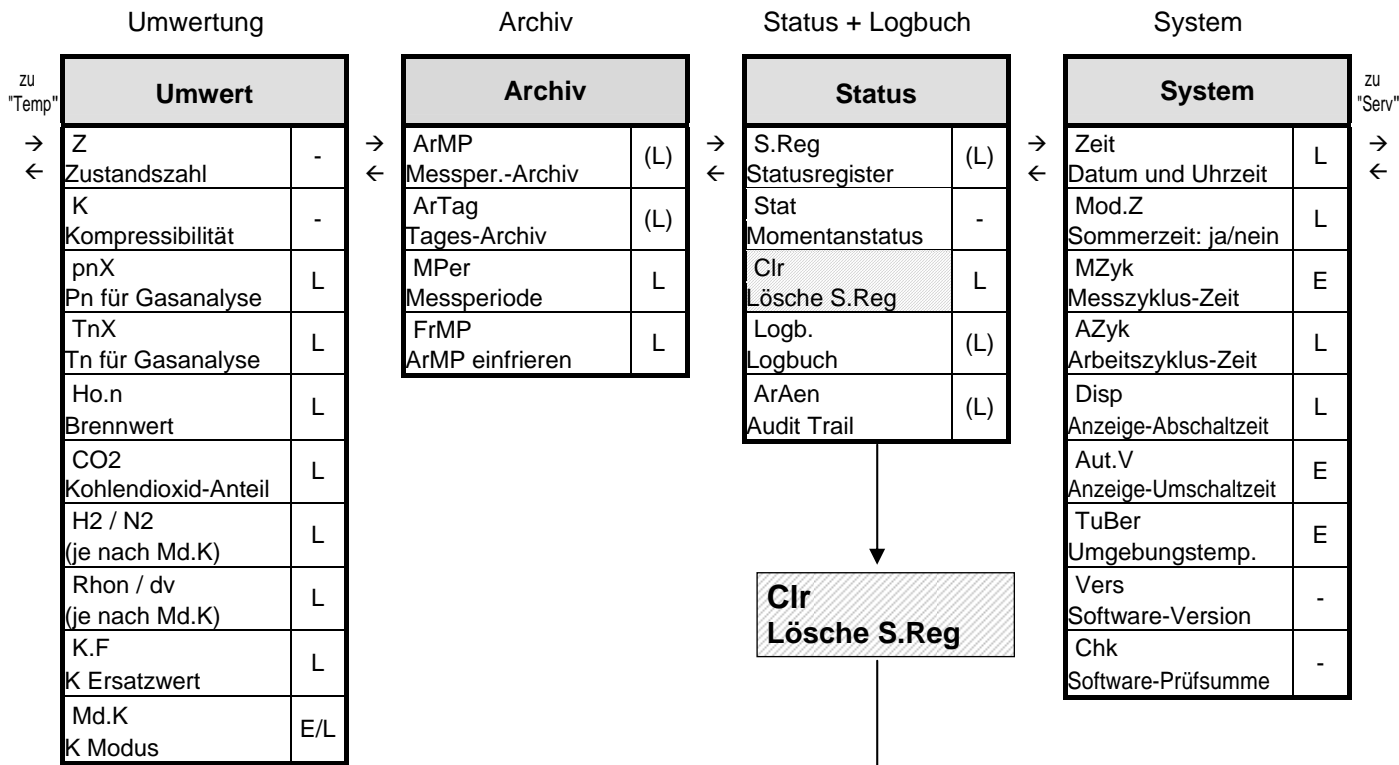 Umwertung
Archiv
Status + Logbuch
System
zu
"Temp"
→
←
Umwert
Z
Zustandszahl
-
K
Kompressibilität
-
pnX
Pn für Gasanalyse
L
TnX
Tn für Gasanalyse
L
Ho.n
Brennwert
L
CO2
Kohlendioxid-Anteil
L
H2 / N2
(je nach Md.K)
L
Rhon / dv
(je nach Md.K)
L
K.F
K Ersatzwert
L
Md.K
K Modus
E/L
→
←
Archiv
ArMP
Messper.-Archiv
(L)
ArTag
Tages-Archiv
(L)
MPer
Messperiode
L
FrMP
ArMP einfrieren
L
→
←
Status
S.Reg
Statusregister
(L)
Stat
Momentanstatus
-
Clr
Lösche S.Reg
L
Logb.
Logbuch
(L)
ArAen
Audit Trail
(L)
Clr
Lösche S.Reg
→
←
System
Zeit
Datum und Uhrzeit
L
Mod.Z
Sommerzeit: ja/nein
L
MZyk
Messzyklus-Zeit
E
AZyk
Arbeitszyklus-Zeit
L
Disp
Anzeige-Abschaltzeit
L
Aut.V
Anzeige-Umschaltzeit
E
TuBer
Umgebungstemp.
E
Vers
Software-Version
-
Chk
Software-Prüfsumme
-
zu
"Serv"
→
←